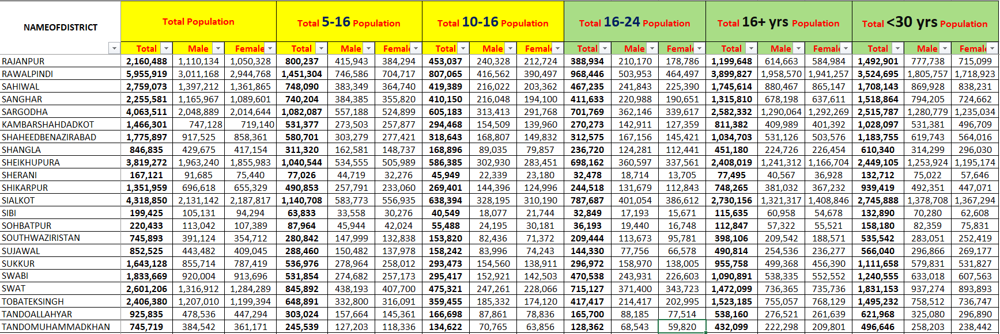 NAMEOFDISTRICT Total Population Total 5-16 Population Total 10-16 Population Total 16-24 Population Total 16+ yrs Population Total <30 yrs Population
Total Male Female Total Male Femal Total Male Femal Total Male Femal Total Male Femal Total Male Femal
RAJANPUR 2,160,488 1,110,134 1,050,328 800,237 415,943 384,294 453,037 240,328 212,724 388,934 210,170 178,786 1,199,648 614,663 584,984 1,492,901 777,738 715,099
RAWALPINDI 5,955,919 3,011,168 2,944,768 1,451,304 746,586 704,717 807,065 416,562 390,497 968,446 503,953 464,497 3,899,827 1,958,570 1,941,257 3,524,695 1,805,757 1,718,923
SAHIWAL 2,759,073 1,397,212 1,361,865 748,090 383,349 364,740 419,389 216,022 203,362 467,235 241,843 225,390 1,745,614 880,467 865,147 1,708,143 869,928 838,231
SANGHAR 2,255,581 1,165,967 1,089,601 740,204 384,385 355,820 410,150 216,048 194,100 411,633 220,988 190,651 1,315,810 678,198 637,611 1,518,864 794,205 724,662
SARGODHA 4,063,511 2,048,889 2,014,644 1,082,087 557,188 524,899 605,183 313,413 291,768 701,769 362,146 339,617 2,582,332 1,290,064 1,292,269 2,515,787 1,280,779 1,235,034
KAMBARSHAHDADKOT 1,466,301 747,128 719,140 531,377 273,503 257,877 294,468 154,509 139,960 270,273 142,911 127,359 811,382 409,989 401,392 1,028,097 531,381 496,709
SHAHEEDBENAZIRABAD 1,775,897 917,525 858,361 580,701 303,279 277,421 318,643 168,807 149,832 312,575 167,156 145,421 1,034,703 531,126 503,576 1,183,755 619,743 564,016
SHANGLA 846,835 429,675 417,154 311,320 162,581 148,737 168,896 89,035 79,857 236,720 124,281 112,441 451,180 224,726 226,454 610,340 314,299 296,030
SHEIKHUPURA 3,819,272 1,963,240 1,855,983 1,040,544 534,555 505,989 586,385 302,930 283,451 698,162 360,597 337,561 2,408,019 1,241,312 1,166,704 2,449,105 1,253,924 1,195,174
SHERANI 167,121 91,685 75,440 77,026 44,719 32,276 45,949 22,339 23,180 32,478 18,714 13,705 77,495 40,567 36,928 132,712 75,022 57,646
SHIKARPUR 1,351,959 696,618 655,329 490,853 257,791 233,060 269,401 144,396 124,996 244,518 131,679 112,843 748,265 381,032 367,232 939,419 492,351 447,071
SIALKOT 4,318,850 2,131,142 2,187,817 1,140,708 583,773 556,935 638,394 328,195 310,190 787,687 401,054 386,612 2,730,156 1,321,317 1,408,846 2,745,888 1,378,708 1,367,294
SIBI 199,425 105,131 94,294 63,833 33,558 30,276 40,549 18,077 21,744 32,849 17,193 15,671 115,635 60,958 54,678 132,890 70,280 62,608
SOHBATPUR 220,433 113,042 107,389 87,964 45,944 42,024 55,488 24,195 30,181 36,193 19,440 16,748 112,847 57,322 55,521 158,180 82,359 75,831
SOUTHWAZIRISTAN 745,893 391,124 354,712 280,842 147,999 132,838 153,820 82,436 71,372 209,444 113,673 95,781 398,106 209,542 188,571 535,542 283,051 252,419
SUJAWAL 852,525 443,482 409,045 288,460 150,482 137,978 158,242 83,996 74,243 144,330 77,756 66,578 490,814 254,536 236,277 566,040 296,866 269,177
SUKKUR 1,643,128 855,714 787,419 536,976 278,964 258,012 293,473 154,560 138,911 296,972 158,970 138,005 955,758 499,368 456,390 1,111,658 579,831 531,827
SWABI 1,833,669 920,004 913,696 531,854 274,682 257,173 295,417 152,921 142,503 470,538 243,931 226,603 1,090,891 538,335 552,552 1,240,555 633,018 607,563
SWAT 2,601,206 1,316,912 1,284,289 845,892 438,193 407,700 475,321 247,261 228,066 715,127 371,400 343,723 1,472,099 736,365 735,736 1,831,153 937,274 893,893
TOBATEKSINGH 2,406,380 1,207,010 1,199,394 648,891 332,800 316,091 359,455 185,332 174,120 417,417 214,417 202,995 1,523,185 755,057 768,129 1,495,232 758,512 736,747
TANDOALLAHYAR 925,835 478,536 447,294 303,024 157,664 145,361 166,698 87,861 78,836 165,700 88,185 77,514 538,160 276,521 261,639 621,968 325,080 296,890
TANDOMUHAMMADKHAN 745,719 384,542 361,171 245,539 127,203 118,336 134,622 70,765 63,856 128,362 68,543 59,820 432,099 222,298 209,801 496,646 258,203 238,442